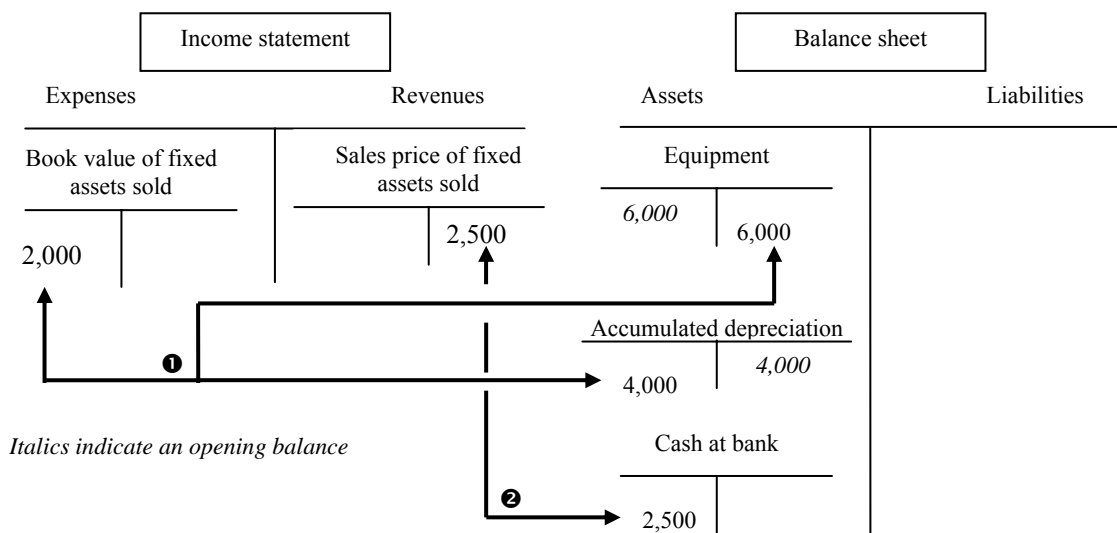 Income statement
Balance sheet
Expenses
Revenues
Assets
Liabilities
Book value of fixed
assets sold
Sales price of fixed
assets sold
Equipment
6,000
6,000
2,000
2,500
Accumulated depreciation
❶
4,000
4,000
Italics indicate an opening balance
Cash at bank
❷
2,500